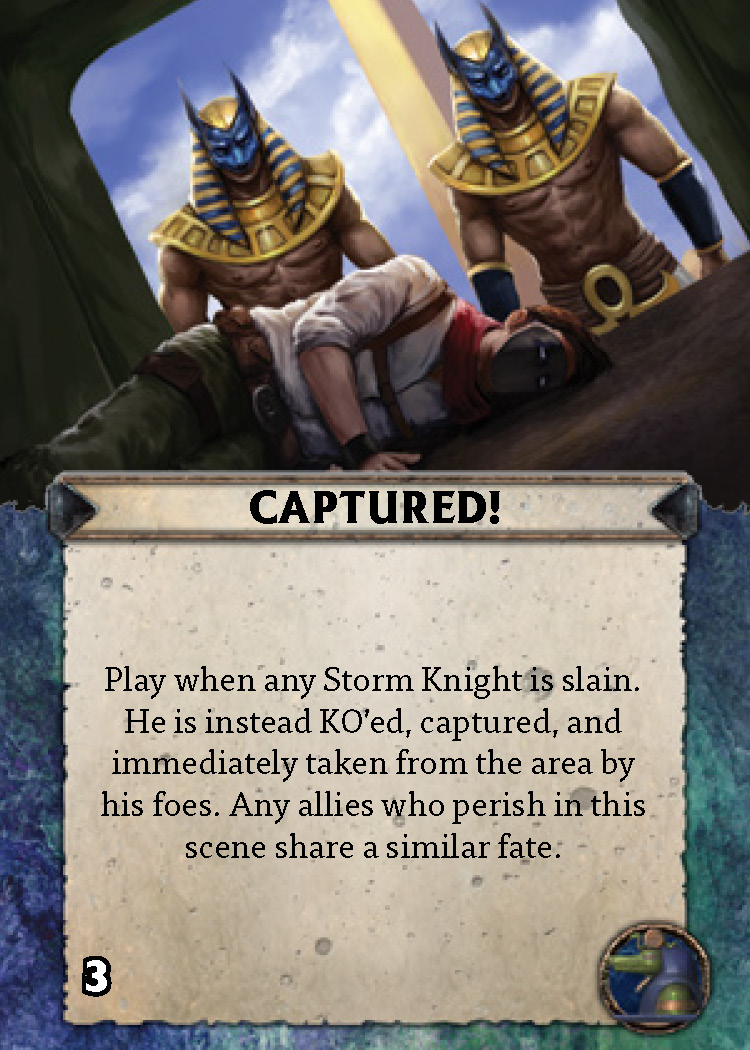 CAPTURED!
Play when any Storm Knight is slain.
He is instead KO'ed, captured, and
immediately taken from the area by
his foes. Any allies who perish in this
scene share a similar fate.
3